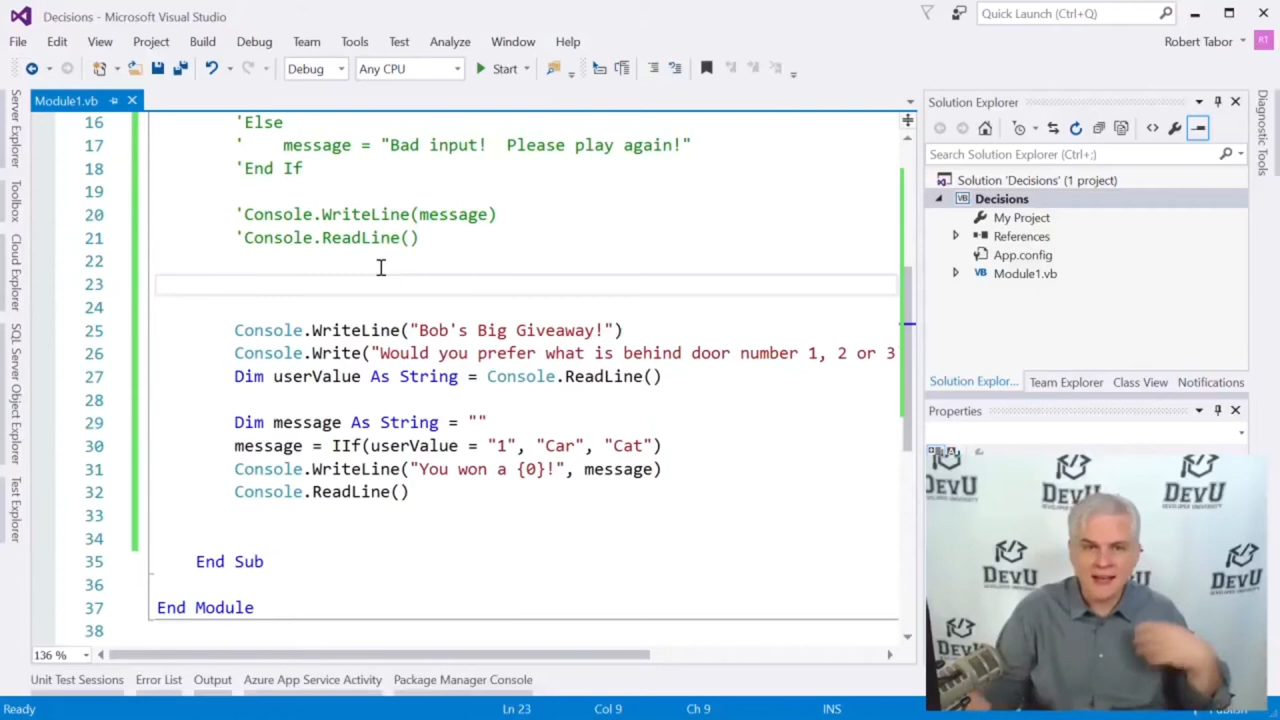 Decisions - Microsoft Visual Studio
Quick Launch (Ctrl+Q)
File Edit View Project Build Debug Team Tools Test Analyze Window Help
Robert Tabor RT
Debug Any CPU Start
Module1.vb
Server Explorer
Toolbox
Cloud Explorer
SQL Server Object Explorer
Test Explorer
16 'Else
17 ' message = "Bad input!  Please play again!"
18 'End If
19
20 'Console.WriteLine(message)
21 'Console.ReadLine()
22
23
24
25 Console.WriteLine("Bob's Big Giveaway!")
26 Console.Write("Would you prefer what is behind door number 1, 2 or 3
27 Dim userValue As String = Console.ReadLine()
28
29 Dim message As String = ""
30 message = IIf(userValue = "1", "Car", "Cat")
31 Console.WriteLine("You won a {0}!", message)
32 Console.ReadLine()
33
34
35 End Sub
36
37 End Module
38
136 %
Solution Explorer
Search Solution Explorer (Ctrl+;)
Solution 'Decisions' (1 project)
Decisions
My Project
References
App.config
VB Module1.vb
Solution Explor... Team Explorer Class View Notifications
Properties
Diagnostic Tools
DEVU DEVU DEVU
DEVELOPER UNIVERSITY
DEVU DEVU
Unit Test Sessions Error List Output Azure App Service Activity Package Manager Console
Ready Ln 23 Col 9 Ch 9 INS